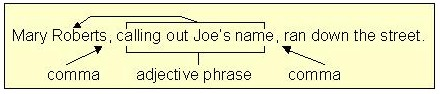 Mary Roberts, calling out Joe's name, ran down the street.
comma adjective phrase comma